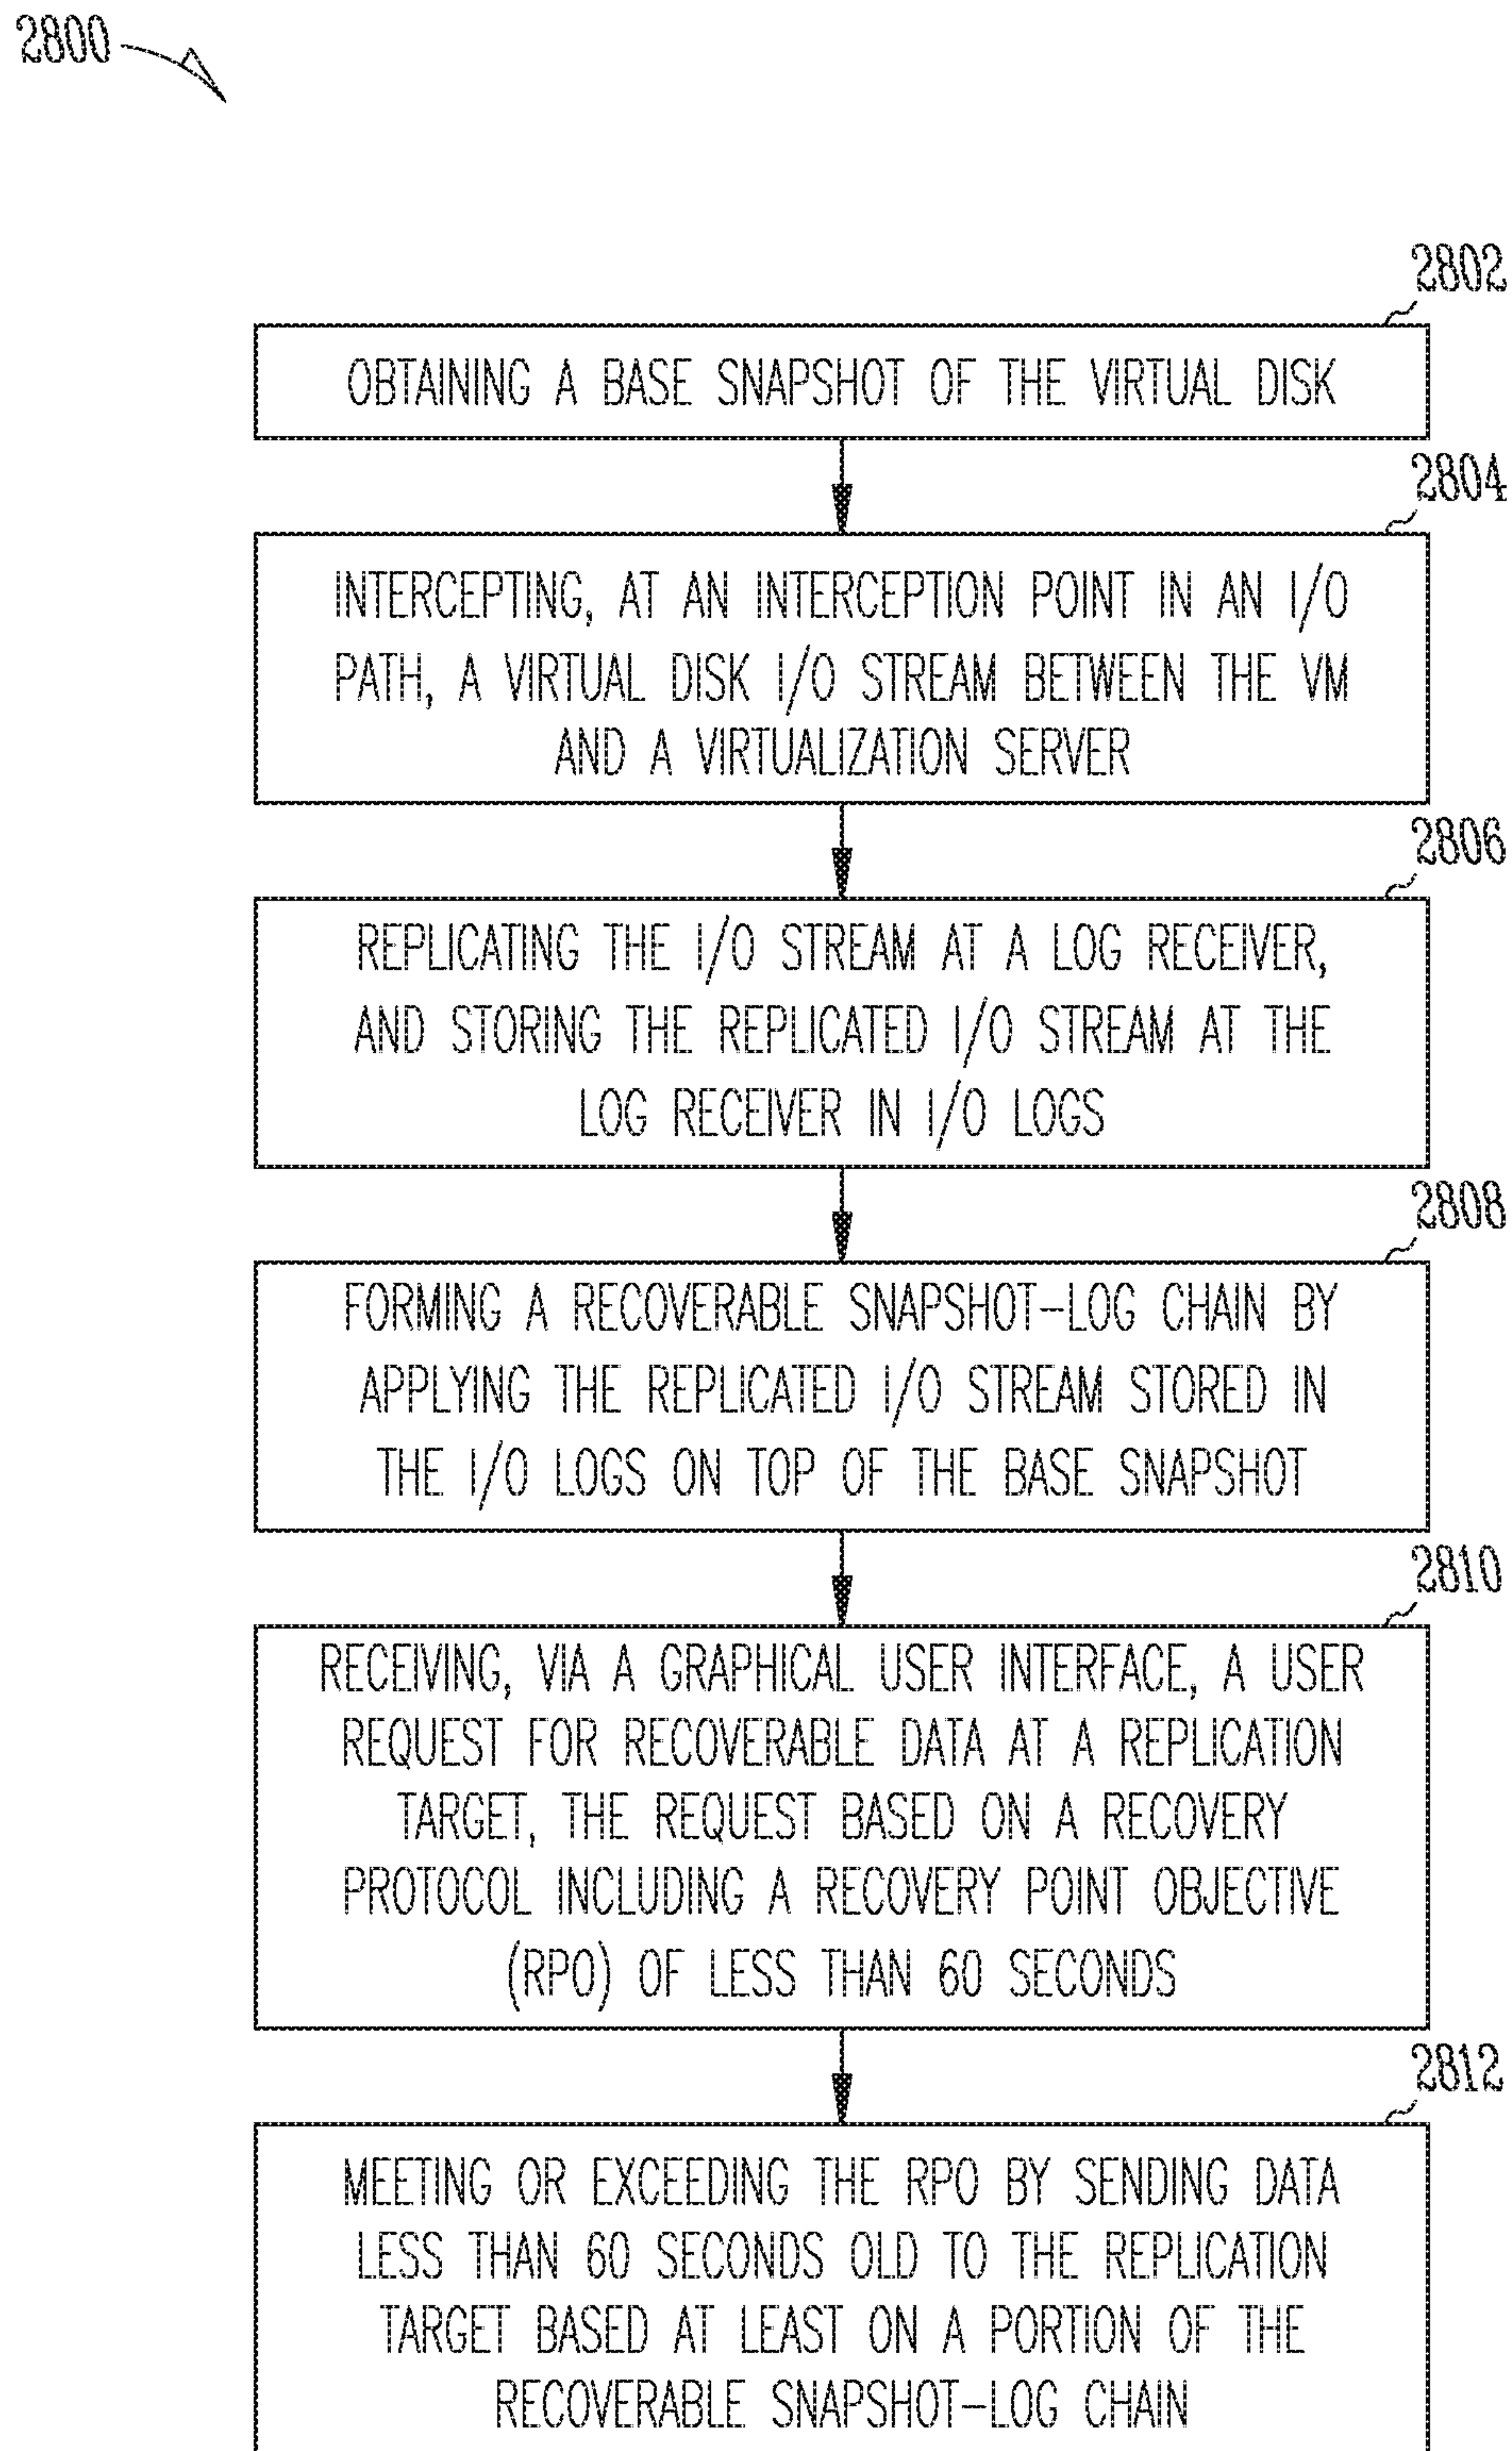 2800
2802
OBTAINING A BASE SNAPSHOT OF THE VIRTUAL DISK
2804
INTERCEPTING, AT AN INTERCEPTION POINT IN AN I/O
PATH, A VIRTUAL DISK I/O STREAM BETWEEN THE VM
AND A VIRTUALIZATION SERVER
2806
REPLICATING THE I/O STREAM AT A LOG RECEIVER,
AND STORING THE REPLICATED I/O STREAM AT THE
LOG RECEIVER IN I/O LOGS
2808
FORMING A RECOVERABLE SNAPSHOT-LOG CHAIN BY
APPLYING THE REPLICATED I/O STREAM STORED IN
THE I/O LOGS ON TOP OF THE BASE SNAPSHOT
2810
RECEIVING, VIA A GRAPHICAL USER INTERFACE, A USER
REQUEST FOR RECOVERABLE DATA AT A REPLICATION
TARGET, THE REQUEST BASED ON A RECOVERY
PROTOCOL INCLUDING A RECOVERY POINT OBJECTIVE
(RPO) OF LESS THAN 60 SECONDS
2812
MEETING OR EXCEEDING THE RPO BY SENDING DATA
LESS THAN 60 SECONDS OLD TO THE REPLICATION
TARGET BASED AT LEAST ON A PORTION OF THE
RECOVERABLE SNAPSHOT-LOG CHAIN